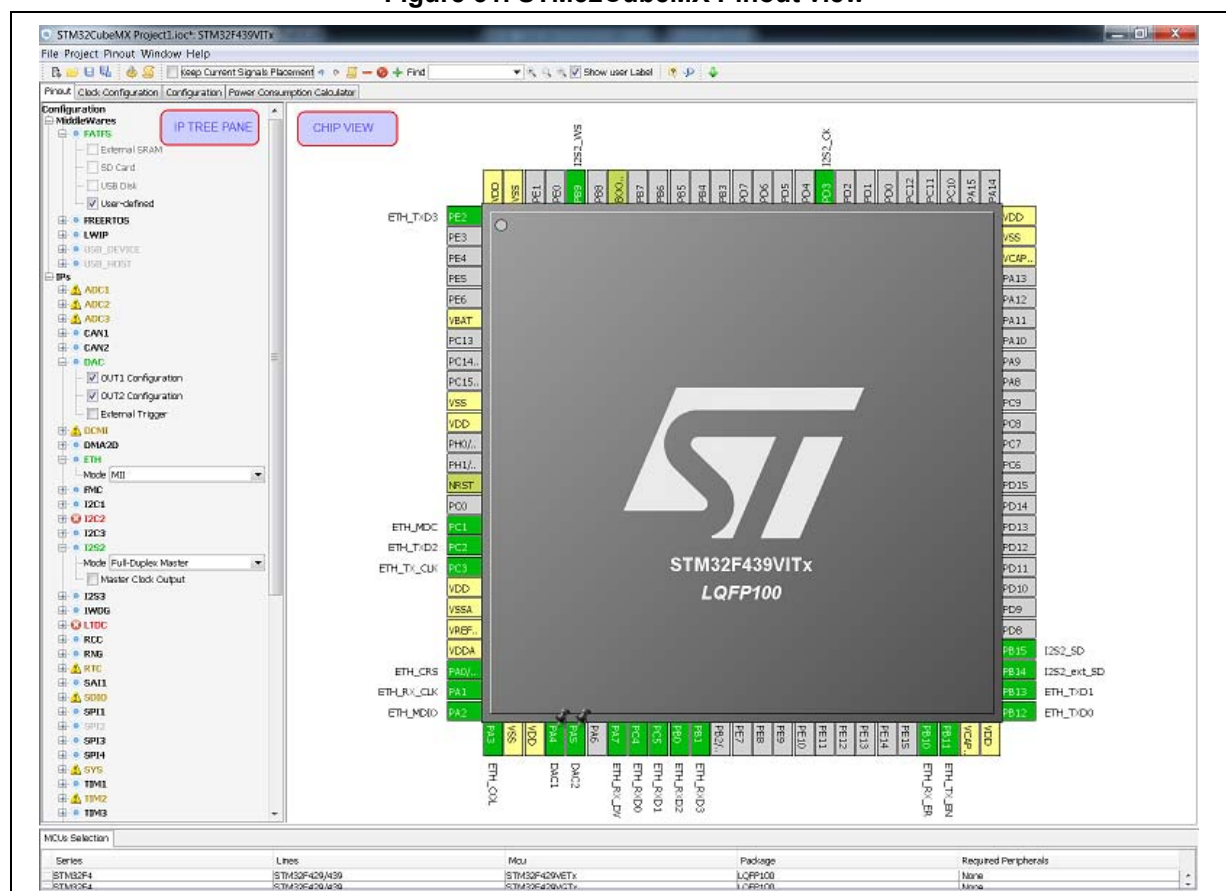 STM32CubeMX Project1.ioc*: STM32F439VITx
File Project Pinout Window Help
Keep Current Signals Placement Find Show user Label
Pinout Clock Configuration Configuration Power Consumption Calculator
Configuration
MiddleWares
FATFS
External SRAM
SD Card
USB Disk
User-defined
FREERTOS
LWIP
USB_DEVICE
USB_HOST
IPs
ADC1
ADC2
ADC3
CAN1
CAN2
DAC
OUT1 Configuration
OUT2 Configuration
External Trigger
DCMI
DMA2D
ETH
Mode MII
FMC
I2C1
I2C2
I2C3
I2S2
Mode Full-Duplex Master
Master Clock Output
I2S3
IWDG
LTDC
RCC
RNG
RTC
SAI1
SDIO
SPI1
SPI2
SPI3
SPI4
SYS
TIM1
TIM2
TIM3
IP TREE PANE
CHIP VIEW
I2S2_WS
I2S2_CK
VDD
VSS
PE1
PE0
PB9
PB8
BOO..
PB7
PB6
PB5
PB4
PB3
PD7
PD6
PD5
PD4
PD3
PD2
PD1
PD0
PC12
PC11
PC10
PA15
PA14
ETH_TXD3 PE2
PE3
PE4
PE5
PE6
VBAT
PC13
PC14..
PC15..
VSS
VDD
PH0/..
PH1/..
NRST
PC0
ETH_MDC PC1
ETH_TXD2 PC2
ETH_TX_CLK PC3
VDD
VSSA
VREF..
VDDA
ETH_CRS PA0/..
ETH_RX_CLK PA1
ETH_MDIO PA2
ST
STM32F439VITx
LQFP100
VDD
VSS
VCAP..
PA13
PA12
PA11
PA10
PA9
PA8
PC9
PC8
PC7
PC6
PD15
PD14
PD13
PD12
PD11
PD10
PD9
PD8
PB15 I2S2_SD
PB14 I2S2_ext_SD
PB13 ETH_TXD1
PB12 ETH_TXD0
PA3
VSS
VDD
PA4
PA5
PA6
PA7
PC4
PC5
PB0
PB1
PB2/..
PE7
PE8
PE9
PE10
PE11
PE12
PE13
PE14
PE15
PB10
PB11
VCAP..
VDD
ETH_COL
DAC1
DAC2
ETH_RX_DV
ETH_RXD0
ETH_RXD1
ETH_RXD2
ETH_RXD3
ETH_RX_ER
ETH_TX_EN
MCUs Selection
Series Lines Mcu Package Required Peripherals
STM32F4 STM32F429/439 STM32F429VETx LQFP100 None
STM32F4 STM32F429/439 STM32F429VGTx LQFP100 None